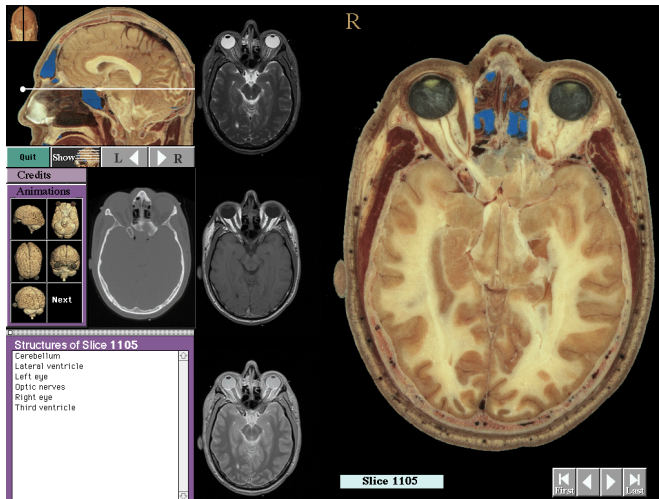 R
Quit
Show
L
R
Credits
Animations
Next
Structures of Slice 1105
Cerebellum
Lateral ventricle
Left eye
Optic nerves
Right eye
Third ventricle
Slice 1105
First
Last